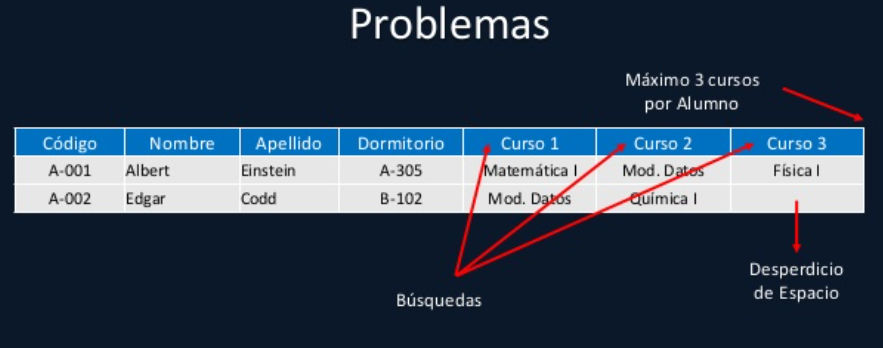 Problemas
Máximo 3 cursos
por Alumno
Código Nombre Apellido Dormitorio Curso 1 Curso 2 Curso 3
A-001 Albert Einstein A-305 Matemática I Mod. Datos Física I
A-002 Edgar Codd B-102 Mod. Datos Química I
Búsquedas
Desperdicio
de Espacio